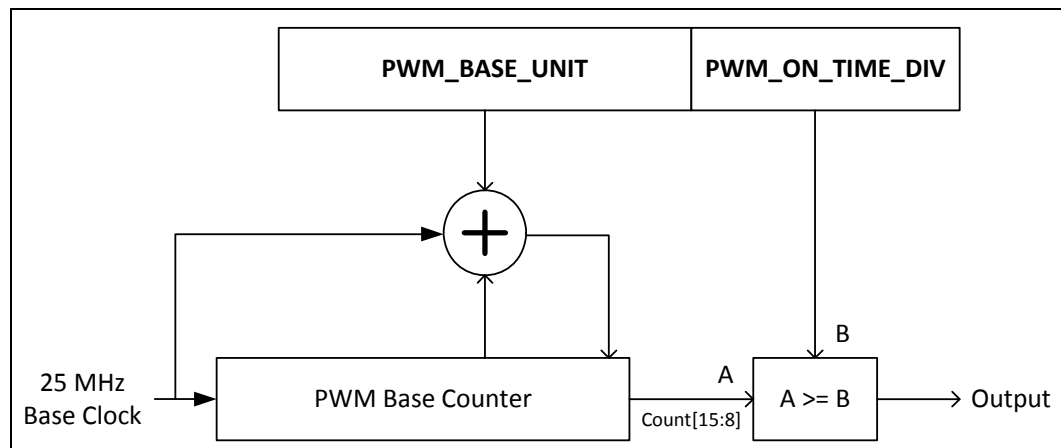 PWM_BASE_UNIT
PWM_ON_TIME_DIV
+
B
A
25 MHz
Base Clock
PWM Base Counter
Count[15:8]
A >= B
Output